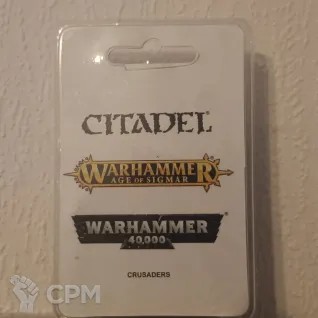 CITADEL
WARHAMMER
AGE OF SIGMAR
WARHAMMER®
40,000
CRUSADERS
CPM